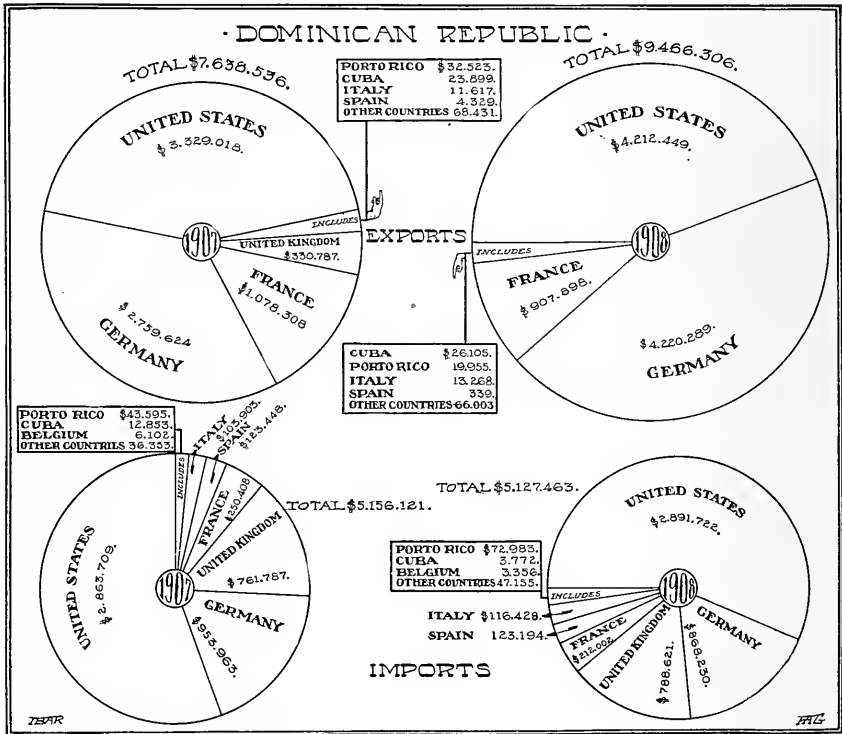 · DOMINICAN REPUBLIC ·
TOTAL $7.638.536.
UNITED STATES
$3.329.018.
PORTO RICO $32.523.
CUBA 23.899.
ITALY 11.617.
SPAIN 4.329.
OTHER COUNTRIES 68.431.
INCLUDES
1907
UNITED KINGDOM
$330.787.
FRANCE
$1.078.308
$2.759.624
GERMANY
EXPORTS
TOTAL $9.466.306.
UNITED STATES
$4.212.449.
1908
INCLUDES
FRANCE
$907.898.
$4.220.289.
GERMANY
CUBA $26.105.
PORTO RICO 19.955.
ITALY 13.268.
SPAIN 339.
OTHER COUNTRIES 66.003
PORTO RICO $43.595.
CUBA 12.853.
BELGIUM 6.102.
OTHER COUNTRIES 36.353.
INCLUDES
ITALY
$103.903.
SPAIN
$123.448.
FRANCE
$250.408
TOTAL $5.156.121.
UNITED KINGDOM
$761.787.
UNITED STATES
$2.863.709.
1907
GERMANY
$953.963.
TOTAL $5.127.463.
UNITED STATES
$2.891.722.
PORTO RICO $72.983.
CUBA 3.772.
BELGIUM 3.356.
OTHER COUNTRIES 47.155.
INCLUDES
1908
ITALY $116.428.
SPAIN 123.194.
FRANCE
$212.002.
UNITED KINGDOM
$788.621.
GERMANY
$868.230.
IMPORTS
IBAR